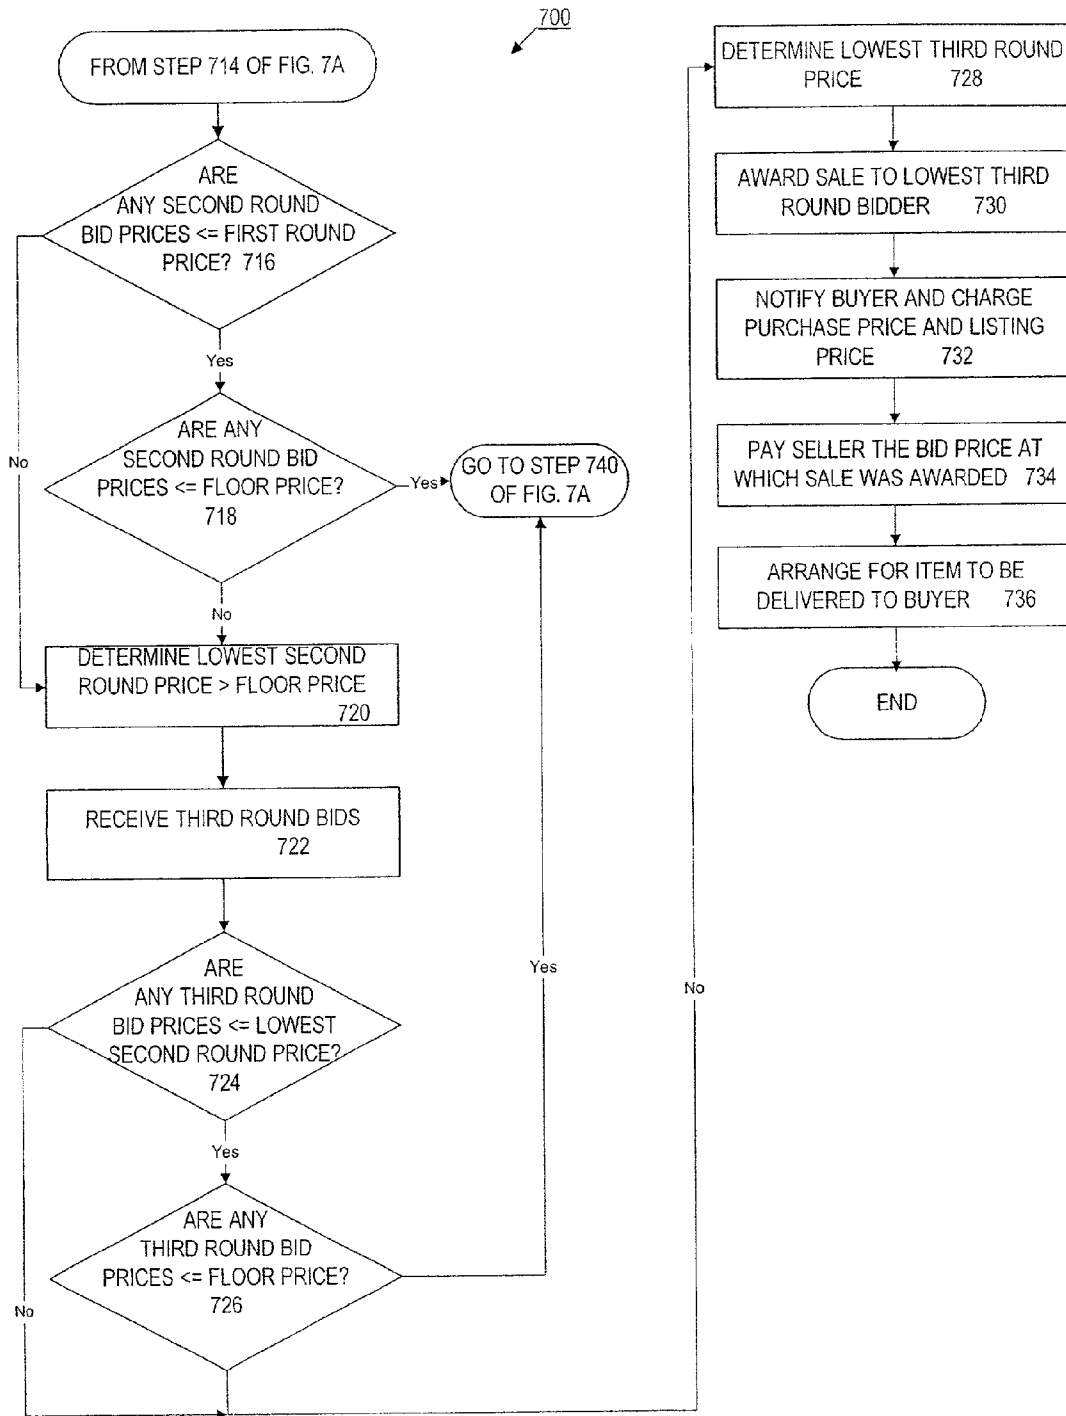 700
FROM STEP 714 OF FIG. 7A
ARE
ANY SECOND ROUND
BID PRICES <= FIRST ROUND
PRICE? 716
Yes
No
ARE ANY
SECOND ROUND BID
PRICES <= FLOOR PRICE?
718
Yes
GO TO STEP 740
OF FIG. 7A
No
DETERMINE LOWEST SECOND
ROUND PRICE > FLOOR PRICE
720
RECEIVE THIRD ROUND BIDS
722
ARE
ANY THIRD ROUND
BID PRICES <= LOWEST
SECOND ROUND PRICE?
724
Yes
No
ARE ANY
THIRD ROUND BID
PRICES <= FLOOR PRICE?
726
Yes
No
DETERMINE LOWEST THIRD ROUND
PRICE 728
AWARD SALE TO LOWEST THIRD
ROUND BIDDER 730
NOTIFY BUYER AND CHARGE
PURCHASE PRICE AND LISTING
PRICE 732
PAY SELLER THE BID PRICE AT
WHICH SALE WAS AWARDED 734
ARRANGE FOR ITEM TO BE
DELIVERED TO BUYER 736
END